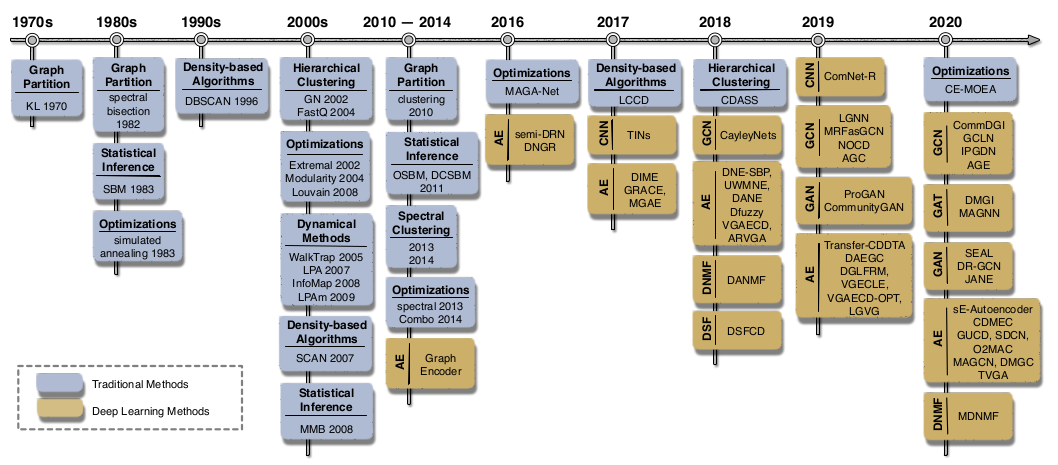 1970s
1980s
1990s
2000s
2010 — 2014
2016
2017
2018
2019
2020
Graph
Partition
KL 1970
Graph
Partition
spectral
bisection
1982
Statistical
Inference
SBM 1983
Optimizations
simulated
annealing 1983
Density-based
Algorithms
DBSCAN 1996
Hierarchical
Clustering
GN 2002
FastQ 2004
Optimizations
Extremal 2002
Modularity 2004
Louvain 2008
Dynamical
Methods
WalkTrap 2005
LPA 2007
InfoMap 2008
LPAm 2009
Density-based
Algorithms
SCAN 2007
Statistical
Inference
MMB 2008
Graph
Partition
clustering
2010
Statistical
Inference
OSBM, DCSBM
2011
Spectral
Clustering
2013
2014
Optimizations
spectral 2013
Combo 2014
AE
Graph
Encoder
Optimizations
MAGA-Net
AE
semi-DRN
DNGR
Density-based
Algorithms
LCCD
CNN
TINs
AE
DIME
GRACE,
MGAE
Hierarchical
Clustering
CDASS
GCN
CayleyNets
AE
DNE-SBP,
UWMNE,
DANE
Dfuzzy
VGAECD,
ARVGA
DNMF
DANMF
DSF
DSFCD
CNN
ComNet-R
GCN
LGNN
MRFasGCN
NOCD
AGC
GAN
ProGAN
CommunityGAN
AE
Transfer-CDDTA
DAEGC
DGLFRM,
VGECLE,
VGAECD-OPT,
LGVG
Optimizations
CE-MOEA
GCN
CommDGI
GCLN
IPGDN
AGE
GAT
DMGI
MAGNN
GAN
SEAL
DR-GCN
JANE
AE
sE-Autoencoder
CDMEC
GUCD, SDCN,
O2MAC
MAGCN, DMGC
TVGA
DNMF
MDNMF
Traditional Methods
Deep Learning Methods